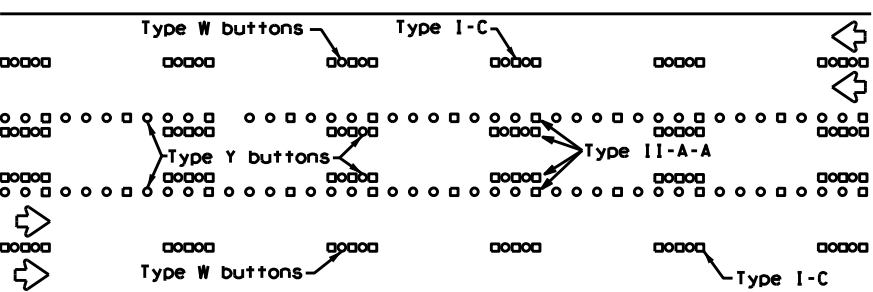 Type W buttons
Type I-C
Type Y buttons
Type II-A-A
Type W buttons
Type I-C